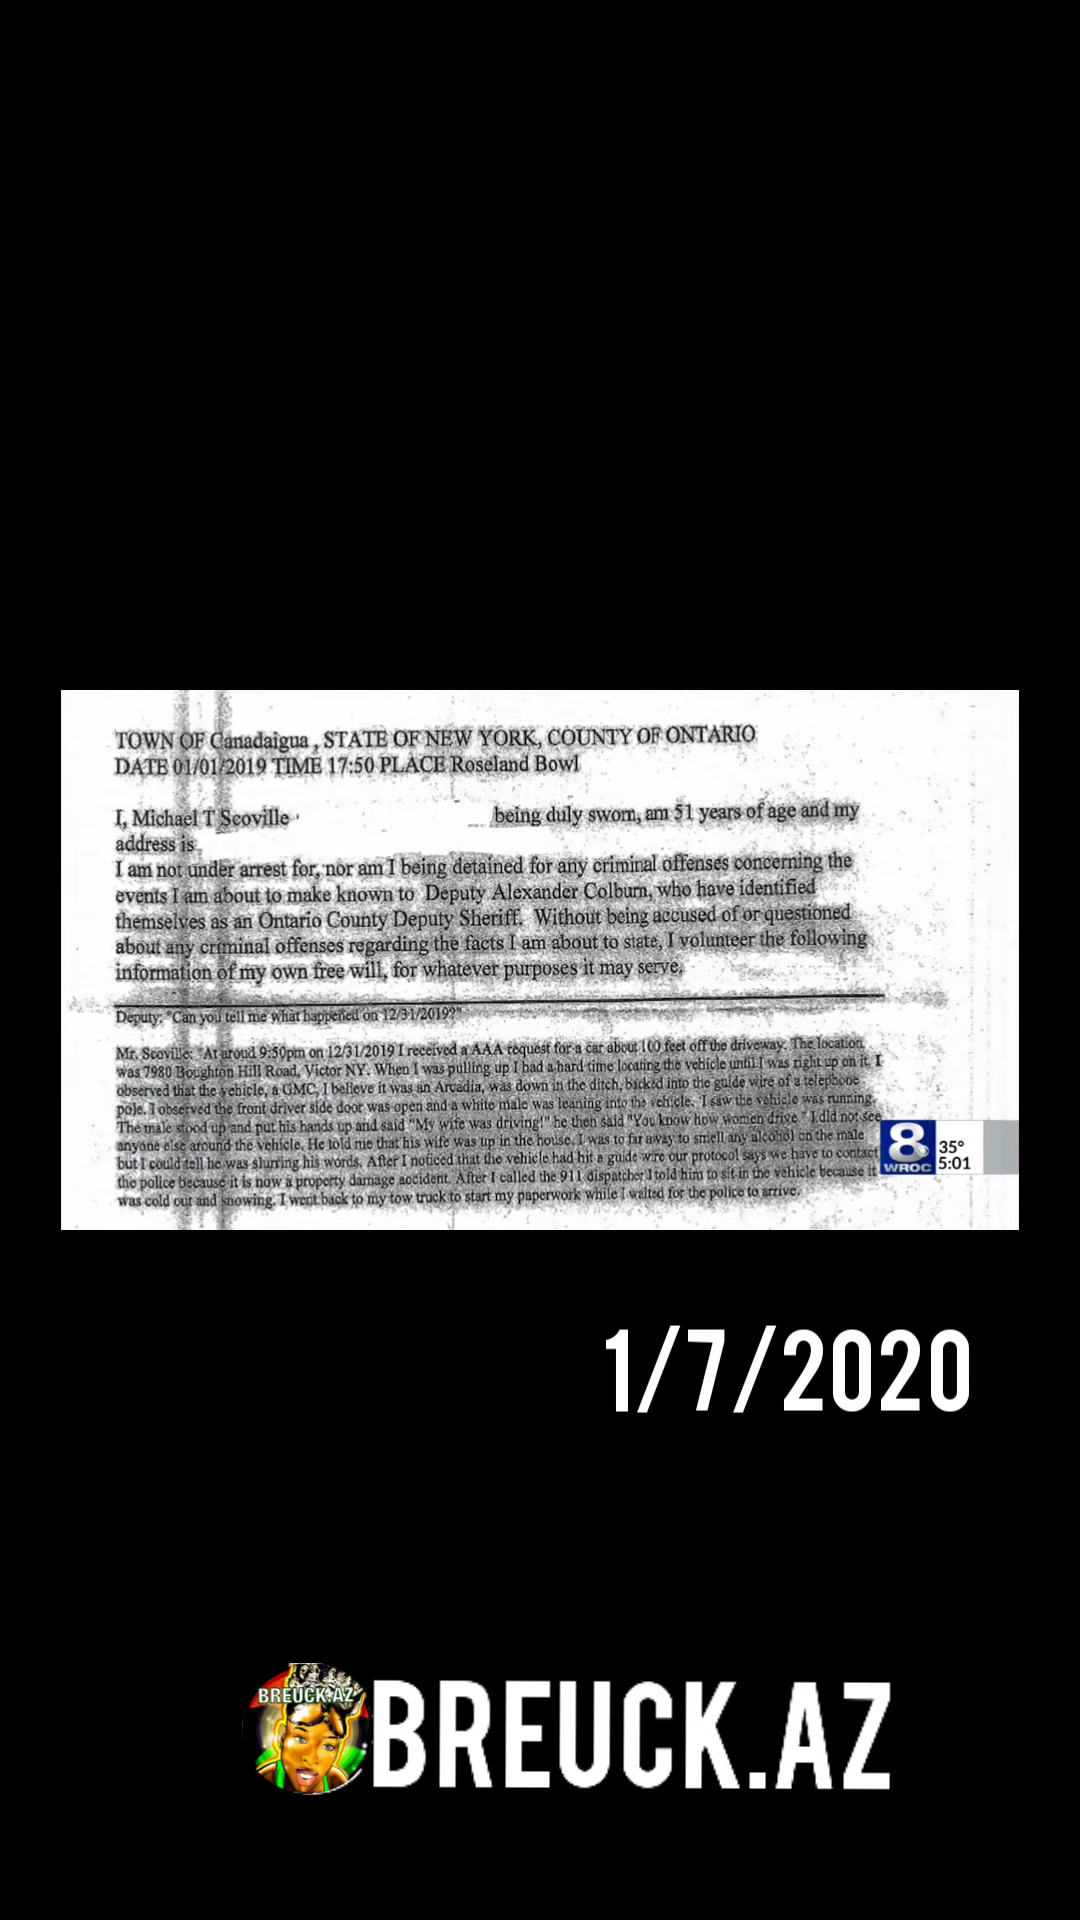 TOWN OF Canadaigua , STATE OF NEW YORK, COUNTY OF ONTARIO
DATE 01/01/2019 TIME 17:50 PLACE Roseland Bowl
I, Michael T Scoville being duly sworn, am 51 years of age and my
address is
I am not under arrest for, nor am I being detained for any criminal offenses concerning the
events I am about to make known to Deputy Alexander Colburn, who have identified
themselves as an Ontario County Deputy Sheriff. Without being accused of or questioned
about any criminal offenses regarding the facts I am about to state, I volunteer the following
information of my own free will, for whatever purposes it may serve.
Deputy: "Can you tell me what happened on 12/31/2019?"
Mr. Scoville: "At aroud 9:50pm on 12/31/2019 I received a AAA request for a car about 100 feet off the driveway. The location
was 7980 Boughton Hill Road, Victor NY. When I was pulling up I had a hard time locating the vehicle until I was right up on it. I
observed that the vehicle, a GMC, I believe it was an Arcadia, was down in the ditch, backed into the guide wire of a telephone
pole. I observed the front driver side door was open and a white male was leaning into the vehicle. I saw the vehicle was running.
The male stood up and put his hands up and said "My wife was driving!" he then said "You know how women drive." I did not see
anyone else around the vehicle. He told me that his wife was up in the house. I was to far away to smell any alcohol on the male
but I could tell he was slurring his words. After I noticed that the vehicle had hit a guide wire our protocol says we have to contact
the police because it is now a property damage accident. After I called the 911 dispatcher I told him to sit in the vehicle because it
was cold out and snowing. I went back to my tow truck to start my paperwork while I waited for the police to arrive.
8
WROC
35°
5:01
1/7/2020
BREUCK.AZ
BREUCK.AZ